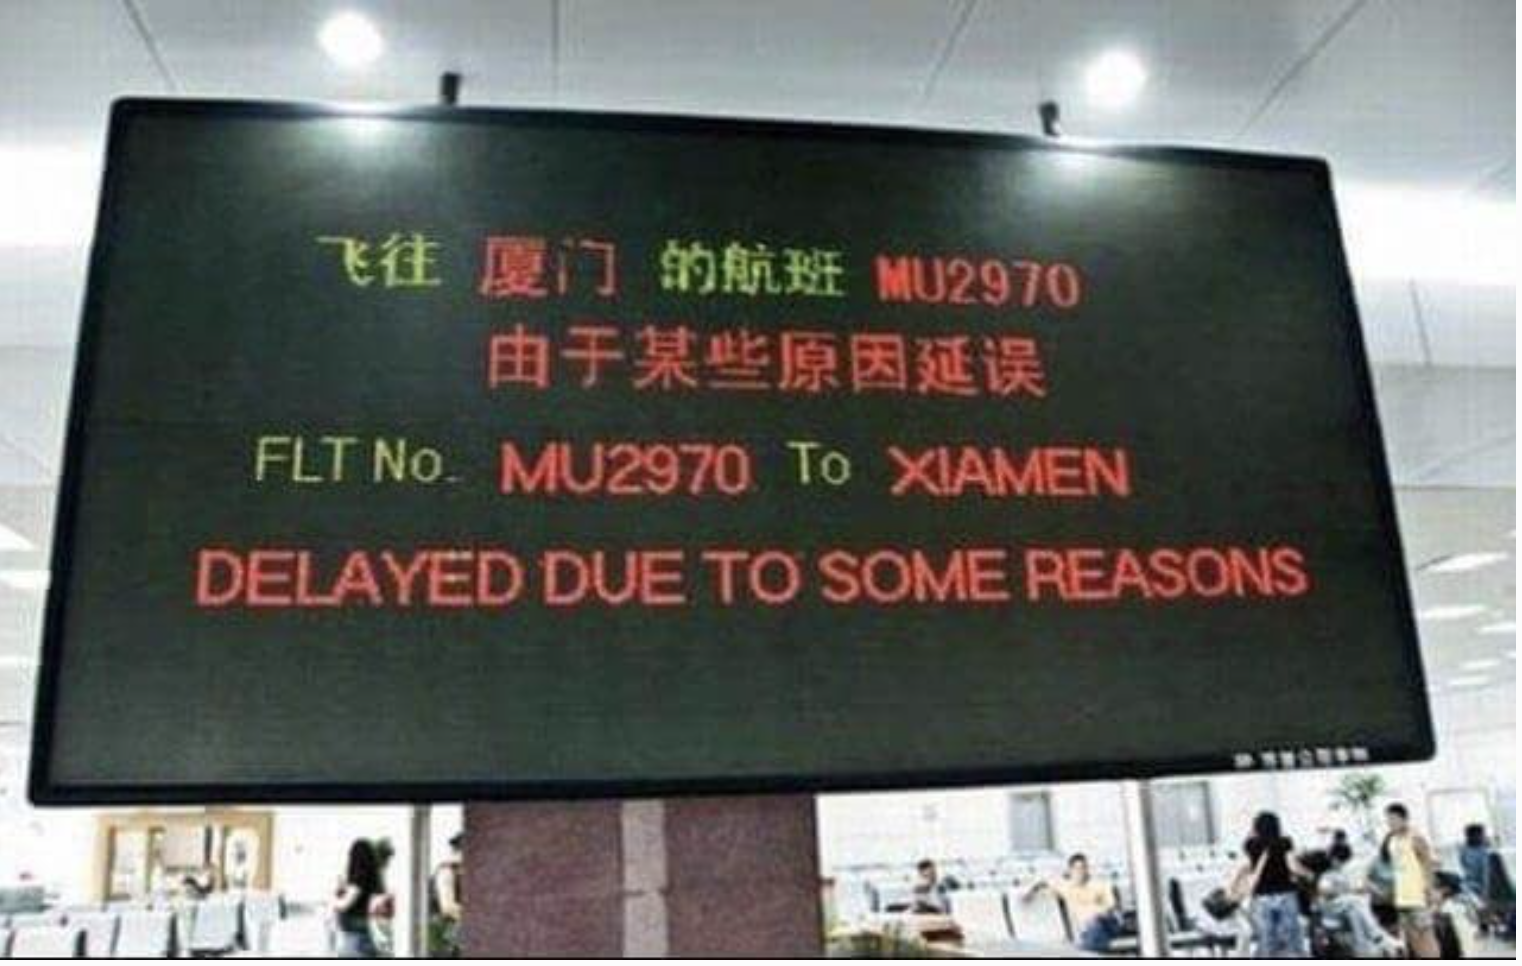 飞往 厦门 的航班 MU2970
由于某些原因延误
FLT No. MU2970 To XIAMEN
DELAYED DUE TO SOME REASONS